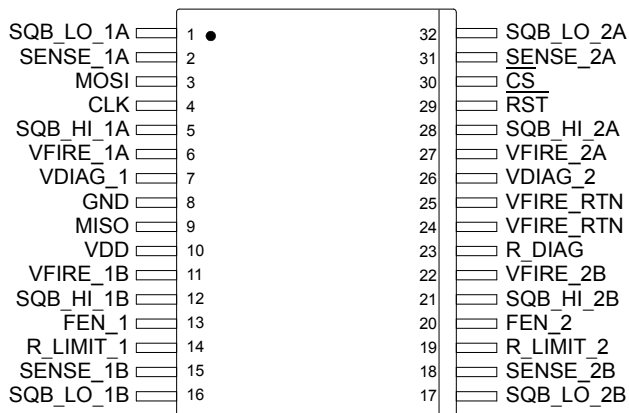 SQB_LO_1A 1 32 SQB_LO_2A
SENSE_1A 2 31 SENSE_2A
MOSI 3 30 CS
CLK 4 29 RST
SQB_HI_1A 5 28 SQB_HI_2A
VFIRE_1A 6 27 VFIRE_2A
VDIAG_1 7 26 VDIAG_2
GND 8 25 VFIRE_RTN
MISO 9 24 VFIRE_RTN
VDD 10 23 R_DIAG
VFIRE_1B 11 22 VFIRE_2B
SQB_HI_1B 12 21 SQB_HI_2B
FEN_1 13 20 FEN_2
R_LIMIT_1 14 19 R_LIMIT_2
SENSE_1B 15 18 SENSE_2B
SQB_LO_1B 16 17 SQB_LO_2B